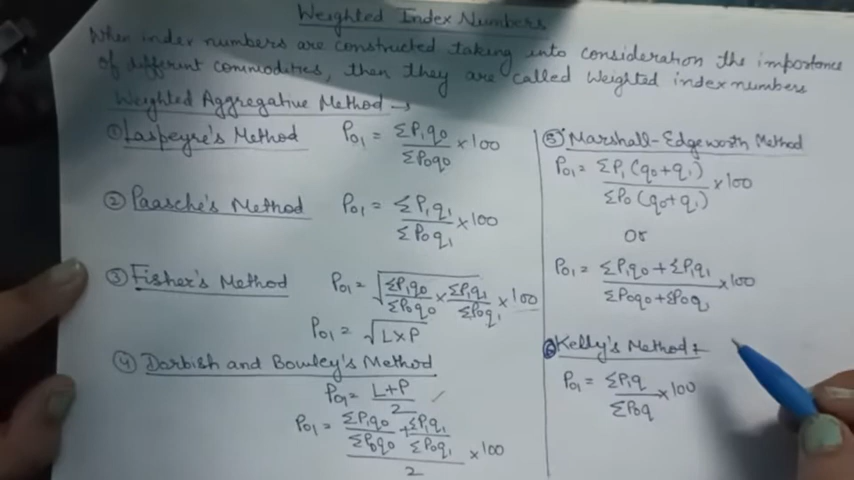 Weighted Index Numbers
When index numbers are constructed taking into consideration the importance
of different commodities, then they are called Weighted index numbers
Weighted Aggregative Method →
① Laspeyre's Method P₀₁ = ΣP₁q₀ / ΣP₀q₀ × 100
② Paasche's Method P₀₁ = ΣP₁q₁ / ΣP₀q₁ × 100
③ Fisher's Method P₀₁ = √(ΣP₁q₀ / ΣP₀q₀ × ΣP₁q₁ / ΣP₀q₁) × 100
P₀₁ = √(L×P)
④ Darbish and Bowley's Method
P₀₁ = L+P / 2
P₀₁ = (ΣP₁q₀ / ΣP₀q₀ + ΣP₁q₁ / ΣP₀q₁) / 2 × 100
⑤ Marshall-Edgeworth Method
P₀₁ = ΣP₁(q₀+q₁) / ΣP₀(q₀+q₁) × 100
Or
P₀₁ = ΣP₁q₀ + ΣP₁q₁ / ΣP₀q₀ + ΣP₀q₁ × 100
⑥ Kelly's Method:
P₀₁ = ΣP₁q / ΣP₀q × 100